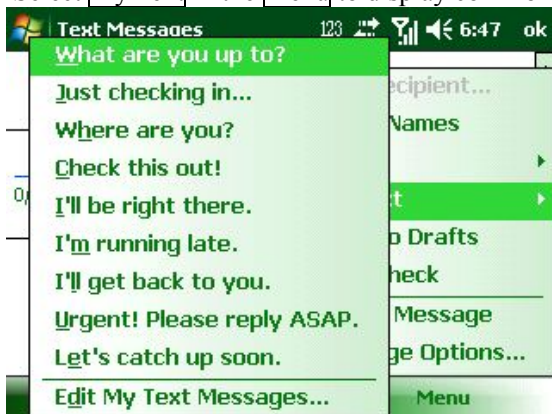 Text Messages 123 6:47 ok
What are you up to?
Just checking in...
Where are you?
Check this out!
I'll be right there.
I'm running late.
I'll get back to you.
Urgent! Please reply ASAP.
Let's catch up soon.
Edit My Text Messages...
Names
Drafts
Message
Options...
Menu